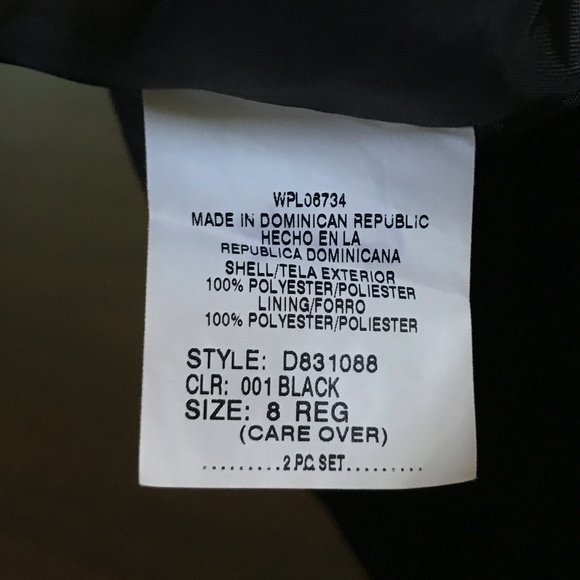 WPL06734
MADE IN DOMINICAN REPUBLIC
HECHO EN LA
REPUBLICA DOMINICANA
SHELL/TELA EXTERIOR
100% POLYESTER/POLIESTER
LINING/FORRO
100% POLYESTER/POLIESTER
STYLE: D831088
CLR: 001 BLACK
SIZE: 8 REG
(CARE OVER)
.........2 PC. SET.........